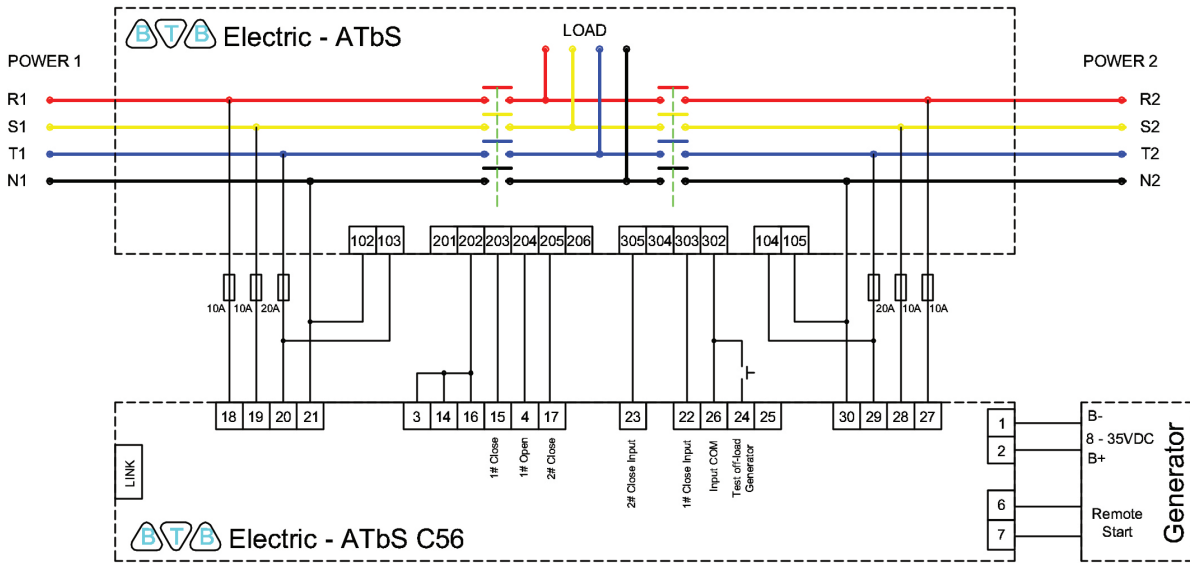 BTB Electric - ATbS
LOAD
POWER 1
POWER 2
R1
R2
S1
S2
T1
T2
N1
N2
102 103
201 202 203 204 205 206
305 304 303 302
104 105
10A 10A 20A
20A 10A 10A
18 19 20 21
3 14 16 15 4 17
23
22 26 24 25
30 29 28 27
1# Close
1# Open
2# Close
2# Close Input
1# Close Input
Input COM
Test off-load
Generator
1
2
6
7
B-
8 - 35VDC
B+
Remote
Start
Generator
LINK
BTB Electric - ATbS C56